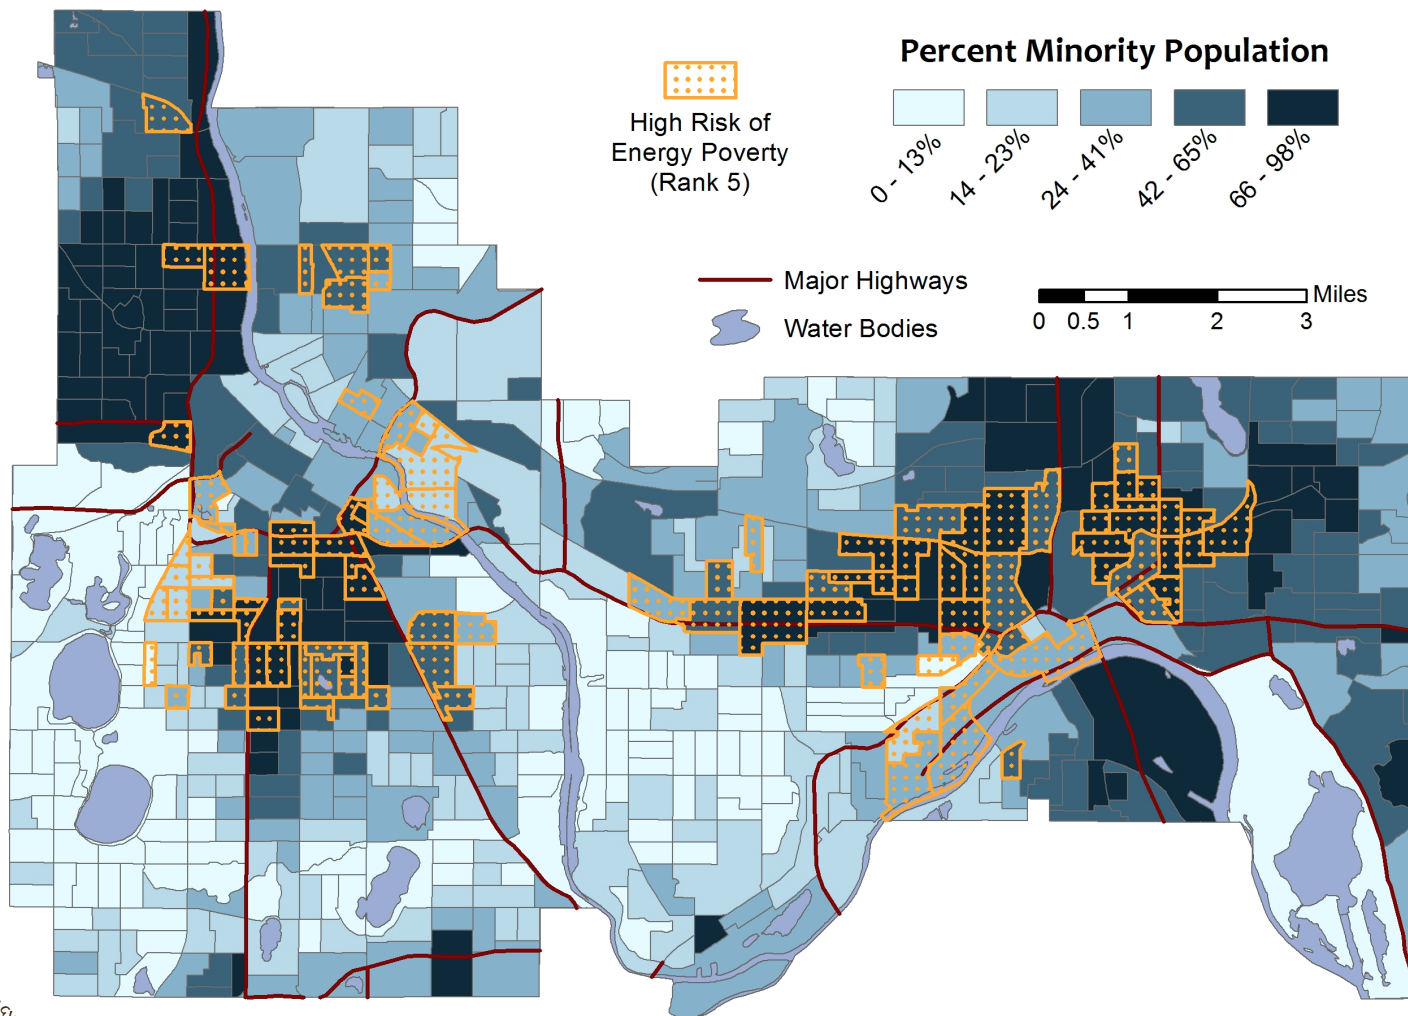 Percent Minority Population
High Risk of
Energy Poverty
(Rank 5)
0 - 13%
14 - 23%
24 - 41%
42 - 65%
66 - 98%
Major Highways
Water Bodies
Miles
0 0.5 1 2 3